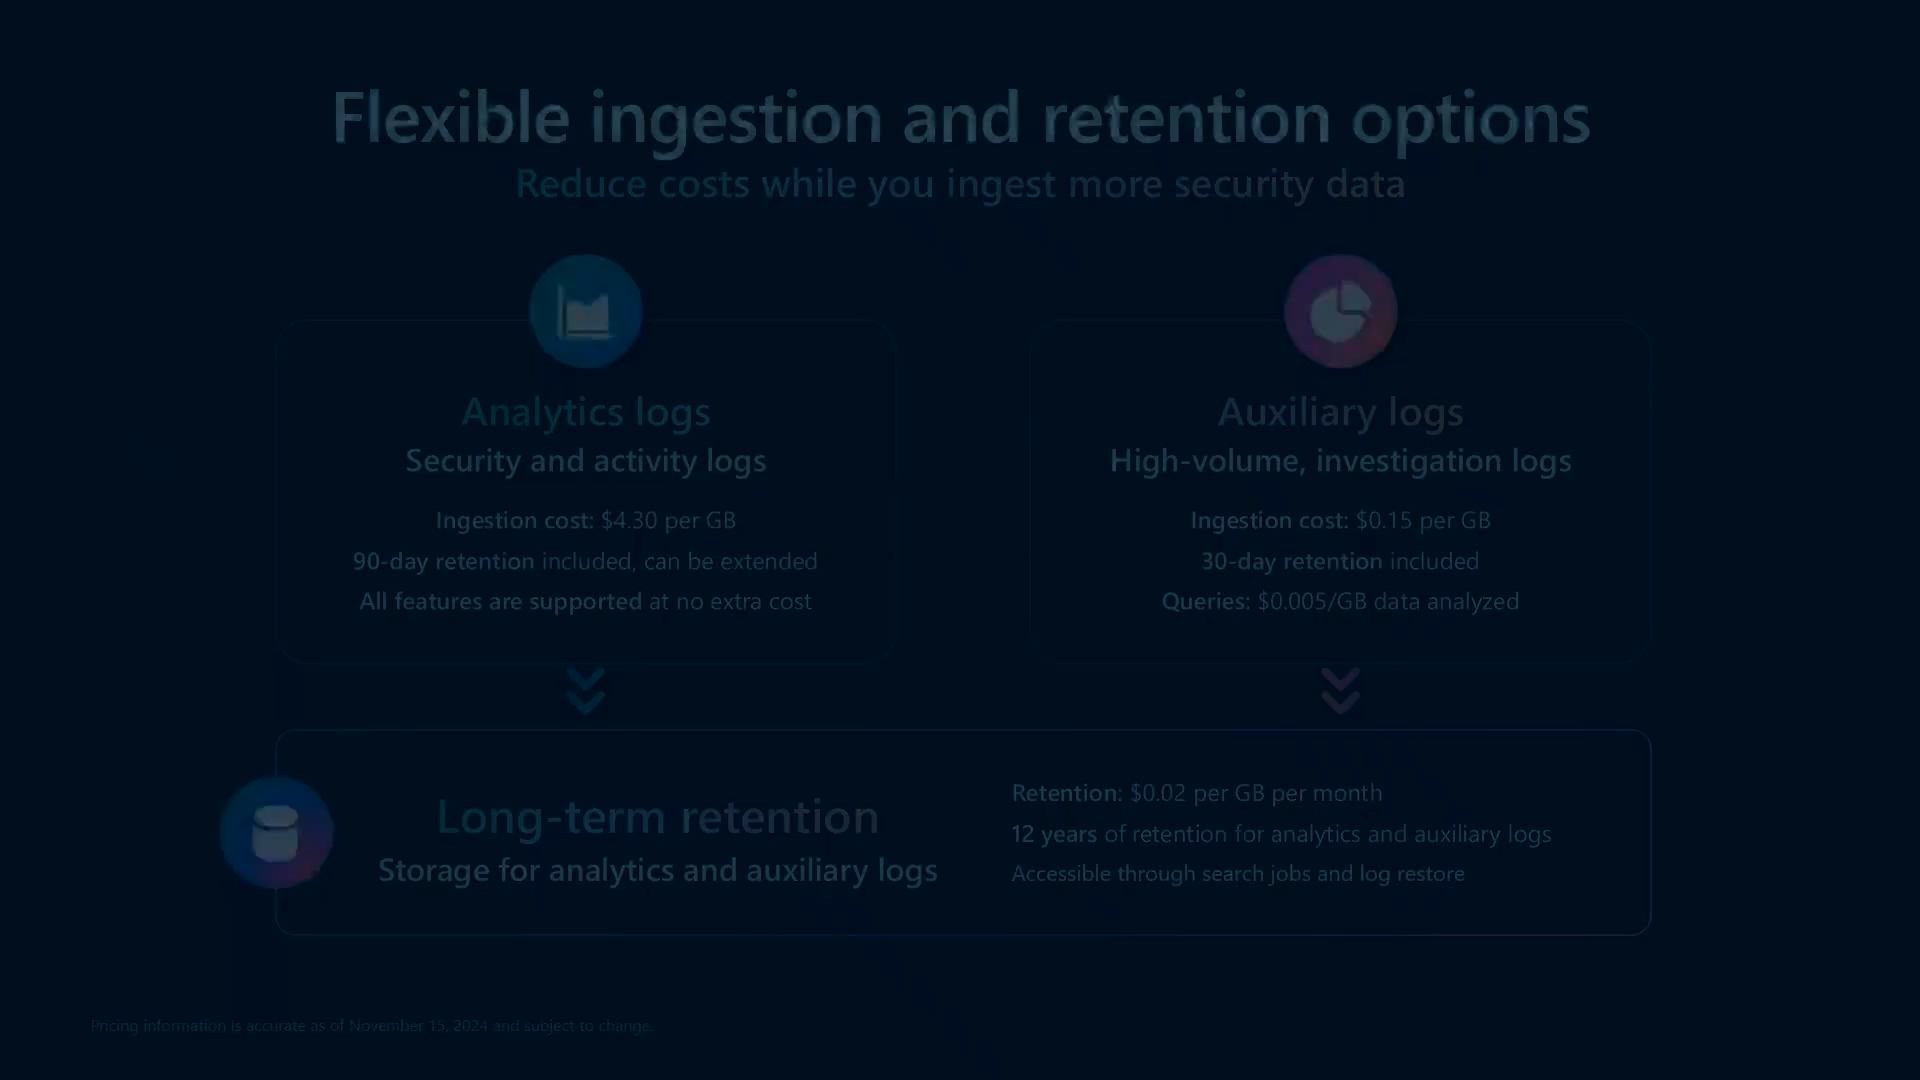 Flexible ingestion and retention options
Reduce costs while you ingest more security data
Analytics logs
Security and activity logs
Ingestion cost: $4.30 per GB
90-day retention included, can be extended
All features are supported at no extra cost
Auxiliary logs
High-volume, investigation logs
Ingestion cost: $0.15 per GB
30-day retention included
Queries: $0.005/GB data analyzed
Long-term retention
Storage for analytics and auxiliary logs
Retention: $0.02 per GB per month
12 years of retention for analytics and auxiliary logs
Accessible through search jobs and log restore
Pricing information is accurate as of November 15, 2024 and subject to change.